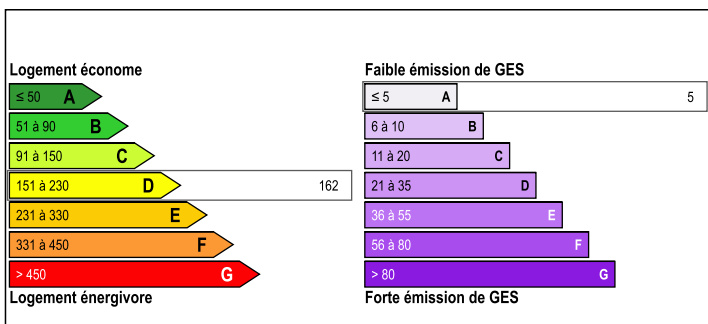 Logement économe
≤ 50 A
51 à 90 B
91 à 150 C
151 à 230 D 162
231 à 330 E
331 à 450 F
> 450 G
Logement énergivore
Faible émission de GES
≤ 5 A 5
6 à 10 B
11 à 20 C
21 à 35 D
36 à 55 E
56 à 80 F
> 80 G
Forte émission de GES